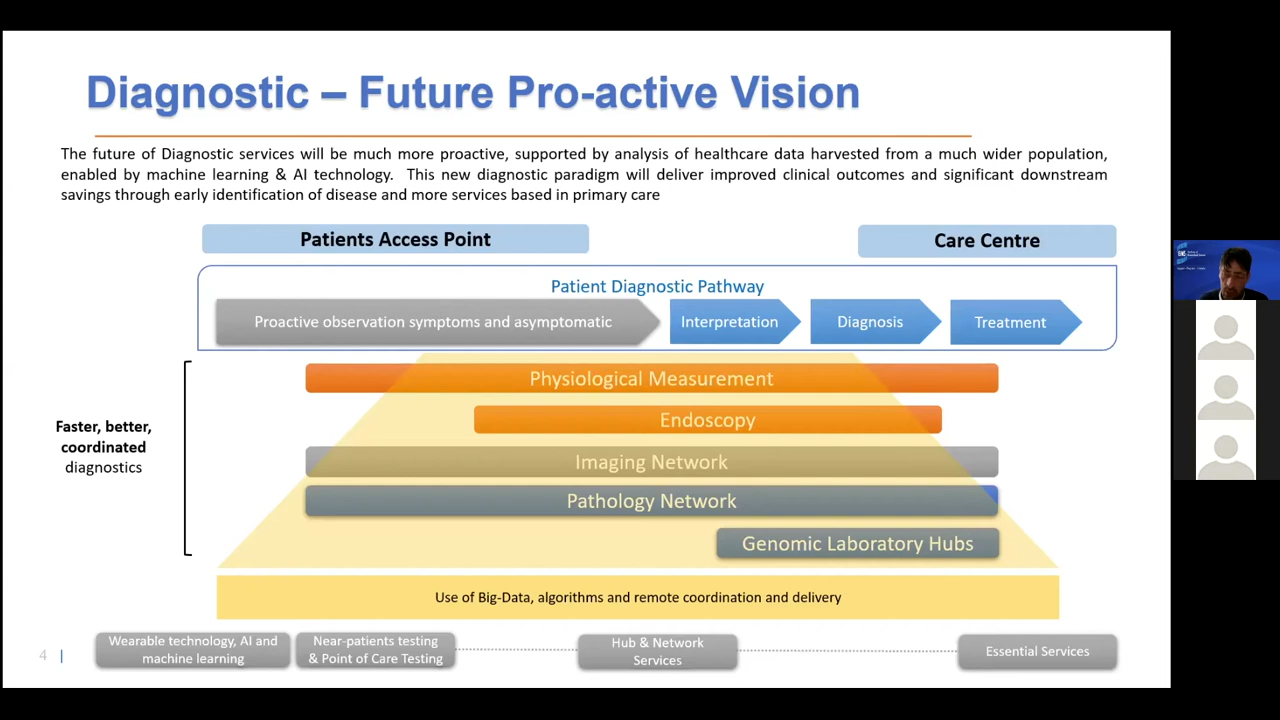 Diagnostic – Future Pro-active Vision
The future of Diagnostic services will be much more proactive, supported by analysis of healthcare data harvested from a much wider population,
enabled by machine learning & AI technology. This new diagnostic paradigm will deliver improved clinical outcomes and significant downstream
savings through early identification of disease and more services based in primary care
Patients Access Point
Care Centre
Patient Diagnostic Pathway
Proactive observation symptoms and asymptomatic
Interpretation
Diagnosis
Treatment
Physiological Measurement
Endoscopy
Imaging Network
Pathology Network
Genomic Laboratory Hubs
Faster, better,
coordinated
diagnostics
Use of Big-Data, algorithms and remote coordination and delivery
Wearable technology, AI and
machine learning
Near-patients testing
& Point of Care Testing
Hub & Network
Services
Essential Services
4 |